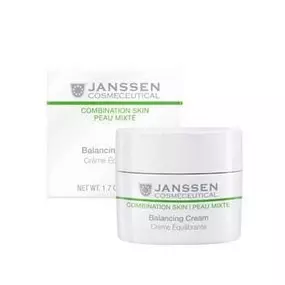 JANSSEN
COSMECEUTICAL
COMBINATION SKIN
PEAU MIXTE
Balancing
Crème Équ
NET WT. 1.7
JANSSEN
COSMECEUTICAL
COMBINATION SKIN | PEAU MIXTE
Balancing Cream
Crème Équilibrante